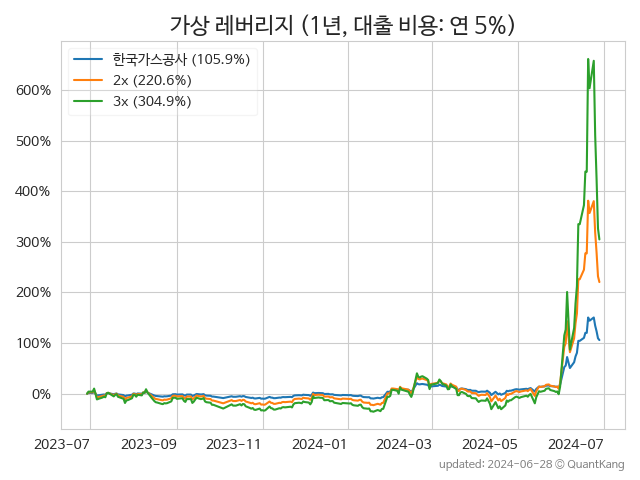 가상 레버리지 (1년, 대출 비용: 연 5%)
한국가스공사 (105.9%)
2x (220.6%)
3x (304.9%)
600%
500%
400%
300%
200%
100%
0%
2023-07 2023-09 2023-11 2024-01 2024-03 2024-05 2024-07
updated: 2024-06-28 © QuantKang